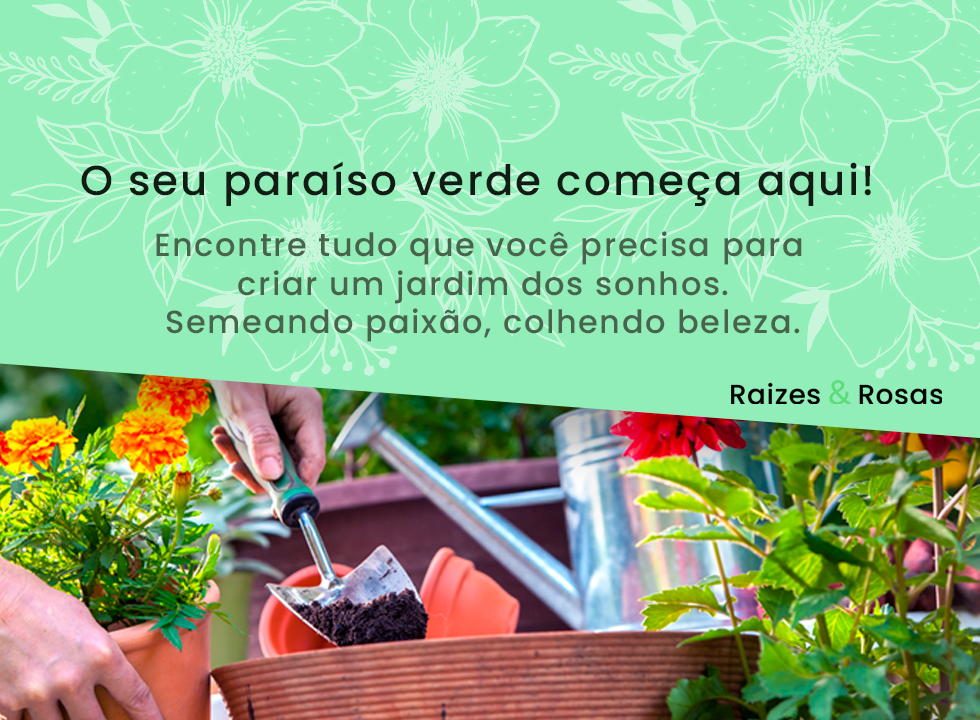 O seu paraíso verde começa aqui!
Encontre tudo que você precisa para
criar um jardim dos sonhos.
Semeando paixão, colhendo beleza.
Raizes & Rosas